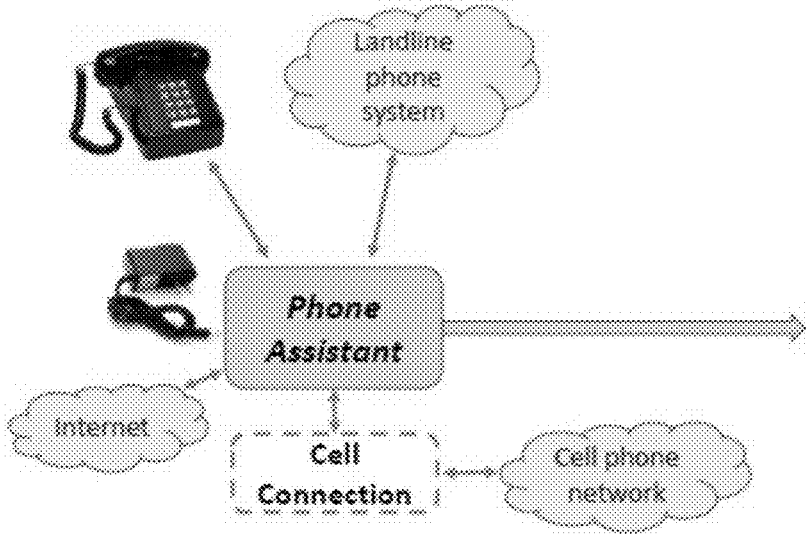 Landline
phone
system
Phone
Assistant
Internet
Cell
Connection
Cell phone
network